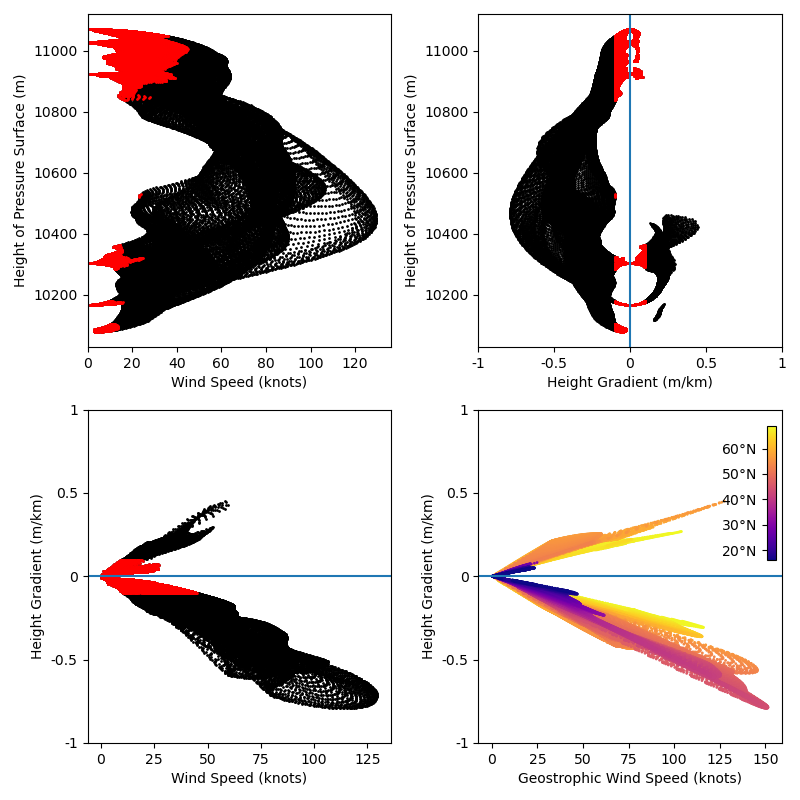 11000
10800
10600
10400
10200
Height of Pressure Surface (m)
0 20 40 60 80 100 120
Wind Speed (knots)
11000
10800
10600
10400
10200
Height of Pressure Surface (m)
-1 -0.5 0 0.5 1
Height Gradient (m/km)
1
0.5
0
-0.5
-1
Height Gradient (m/km)
0 25 50 75 100 125
Wind Speed (knots)
1
0.5
0
-0.5
-1
Height Gradient (m/km)
60°N
50°N
40°N
30°N
20°N
0 25 50 75 100 125 150
Geostrophic Wind Speed (knots)